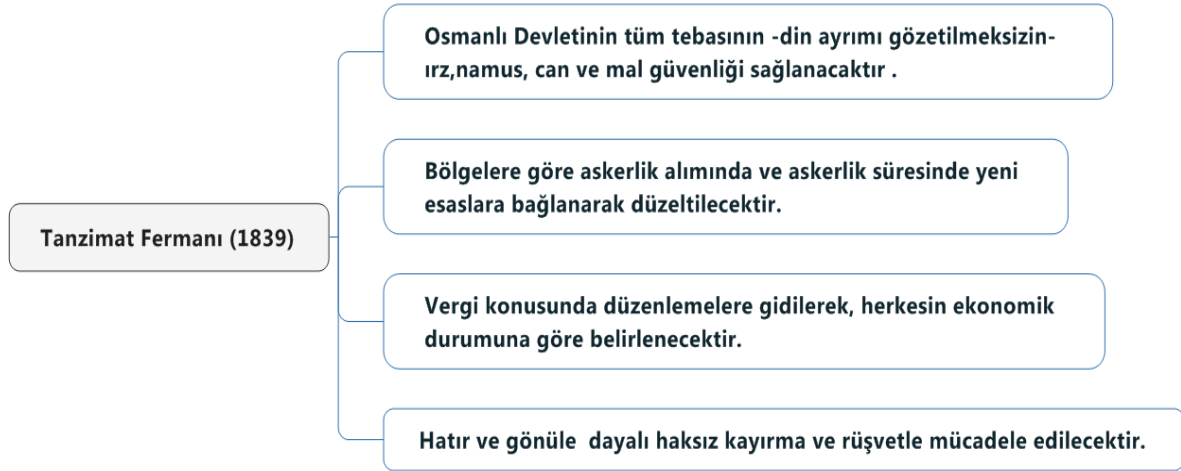 Osmanlı Devletinin tüm tebasının -din ayrımı gözetilmeksizin-
ırz,namus, can ve mal güvenliği sağlanacaktır .
Bölgelere göre askerlik alımında ve askerlik süresinde yeni
esaslara bağlanarak düzeltilecektir.
Tanzimat Fermanı (1839)
Vergi konusunda düzenlemelere gidilerek, herkesin ekonomik
durumuna göre belirlenecektir.
Hatır ve gönüle dayalı haksız kayırma ve rüşvetle mücadele edilecektir.